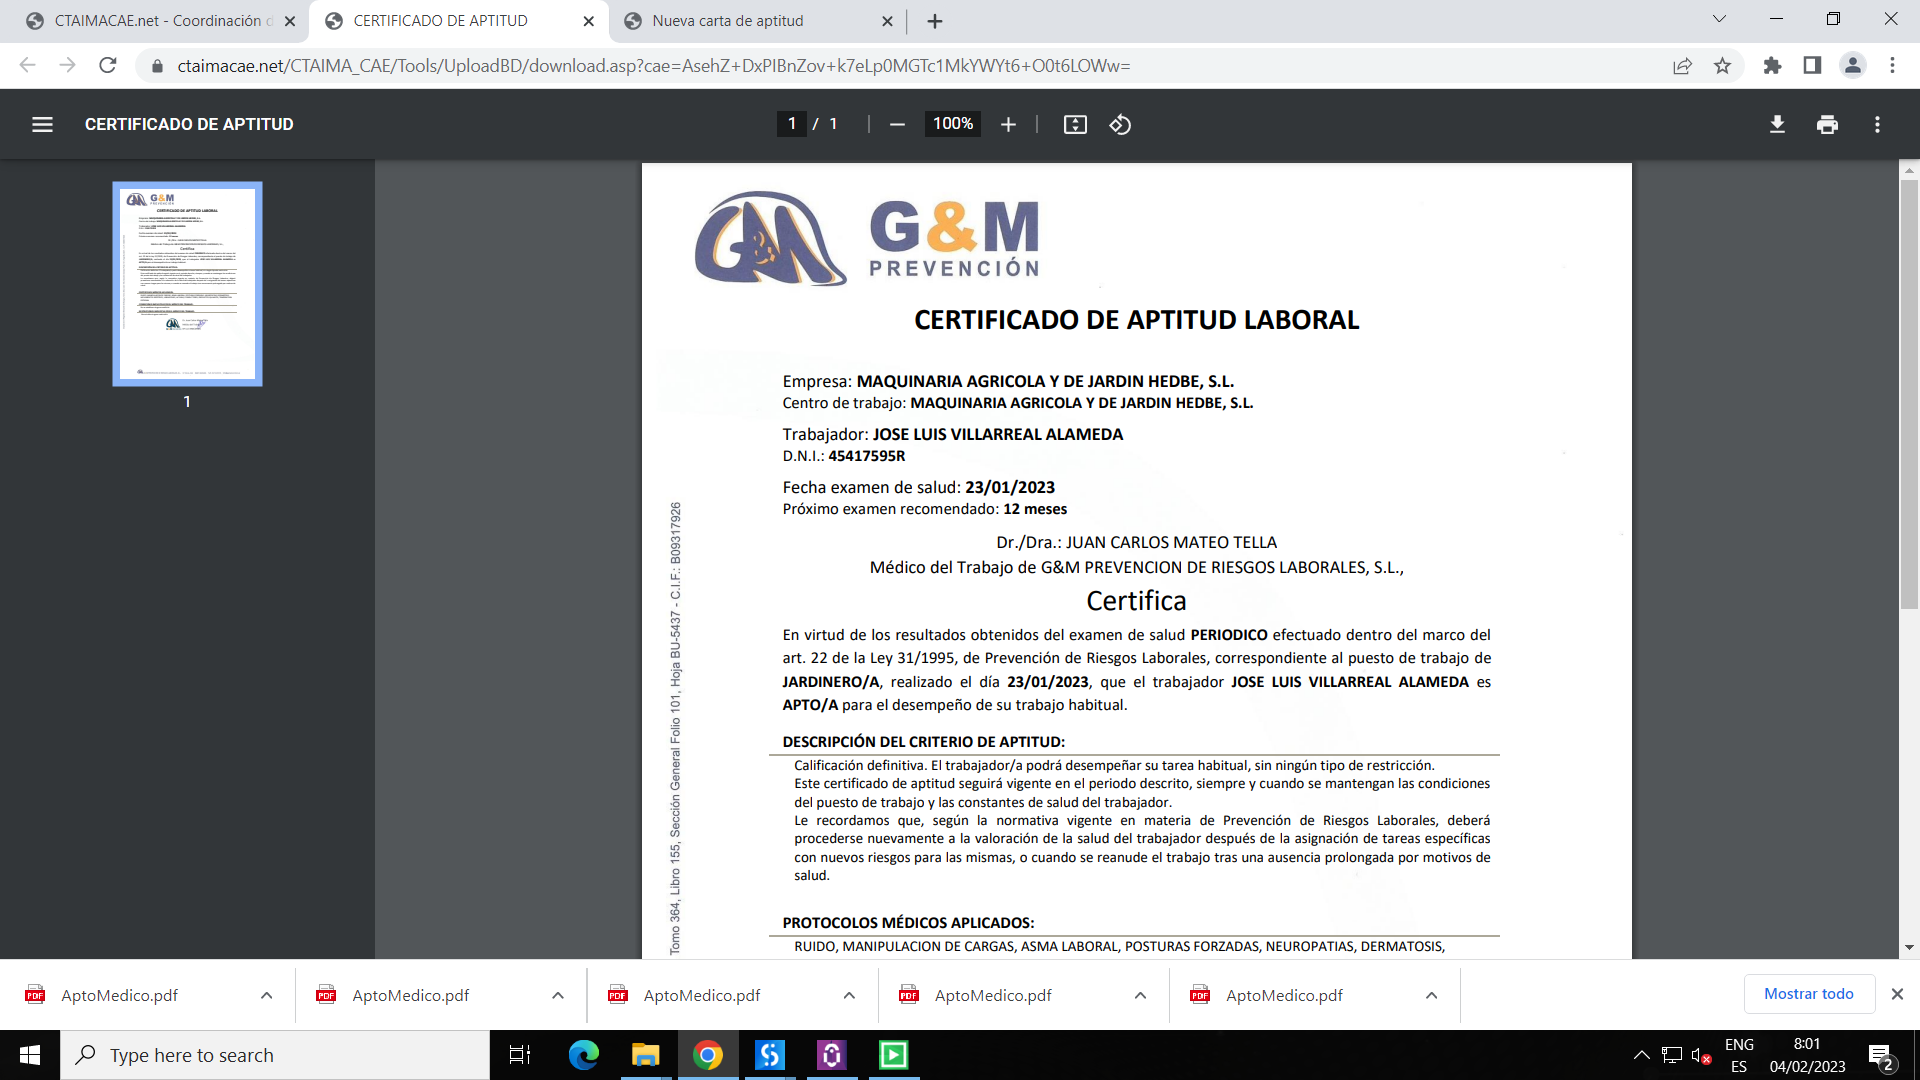 CTAIMACAE.net - Coordinación d
CERTIFICADO DE APTITUD
Nueva carta de aptitud
ctaimacae.net/CTAIMA_CAE/Tools/UploadBD/download.asp?cae=AsehZ+DxPIBnZov+k7eLp0MGTc1MkYWYt6+O0t6LOWw=
CERTIFICADO DE APTITUD
1 / 1
100%
1
G&M
PREVENCIÓN
CERTIFICADO DE APTITUD LABORAL
Empresa: MAQUINARIA AGRICOLA Y DE JARDIN HEDBE, S.L.
Centro de trabajo: MAQUINARIA AGRICOLA Y DE JARDIN HEDBE, S.L.
Trabajador: JOSE LUIS VILLARREAL ALAMEDA
D.N.I.: 45417595R
Fecha examen de salud: 23/01/2023
Próximo examen recomendado: 12 meses
Dr./Dra.: JUAN CARLOS MATEO TELLA
Médico del Trabajo de G&M PREVENCION DE RIESGOS LABORALES, S.L.,
Certifica
En virtud de los resultados obtenidos del examen de salud PERIODICO efectuado dentro del marco del
art. 22 de la Ley 31/1995, de Prevención de Riesgos Laborales, correspondiente al puesto de trabajo de
JARDINERO/A, realizado el día 23/01/2023, que el trabajador JOSE LUIS VILLARREAL ALAMEDA es
APTO/A para el desempeño de su trabajo habitual.
DESCRIPCIÓN DEL CRITERIO DE APTITUD:
Calificación definitiva. El trabajador/a podrá desempeñar su tarea habitual, sin ningún tipo de restricción.
Este certificado de aptitud seguirá vigente en el periodo descrito, siempre y cuando se mantengan las condiciones
del puesto de trabajo y las constantes de salud del trabajador.
Le recordamos que, según la normativa vigente en materia de Prevención de Riesgos Laborales, deberá
procederse nuevamente a la valoración de la salud del trabajador después de la asignación de tareas específicas
con nuevos riesgos para las mismas, o cuando se reanude el trabajo tras una ausencia prolongada por motivos de
salud.
PROTOCOLOS MÉDICOS APLICADOS:
RUIDO, MANIPULACION DE CARGAS, ASMA LABORAL, POSTURAS FORZADAS, NEUROPATIAS, DERMATOSIS,
Tomo 364, Libro 155, Sección General Folio 101, Hoja BU-5437 - C.I.F.: B09317926
AptoMedico.pdf
AptoMedico.pdf
AptoMedico.pdf
AptoMedico.pdf
AptoMedico.pdf
Mostrar todo
Type here to search
ENG
ES
8:01
04/02/2023
2